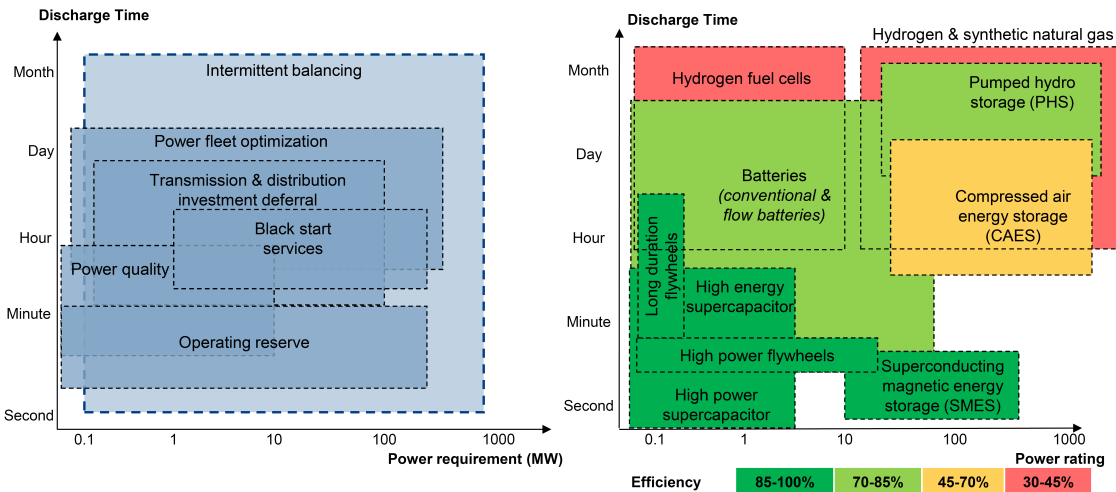 Discharge Time
Month
Day
Hour
Minute
Second
Intermittent balancing
Power fleet optimization
Transmission & distribution
investment deferral
Black start
services
Power quality
Operating reserve
0.1
1
10
100
1000
Power requirement (MW)
Discharge Time
Hydrogen & synthetic natural gas
Month
Day
Hour
Minute
Second
Hydrogen fuel cells
Pumped hydro
storage (PHS)
Batteries
(conventional &
flow batteries)
Compressed air
energy storage
(CAES)
Long duration
flywheels
High energy
supercapacitor
High power flywheels
High power
supercapacitor
Superconducting
magnetic energy
storage (SMES)
0.1
1
10
100
1000
Power rating
Efficiency
85-100%
70-85%
45-70%
30-45%